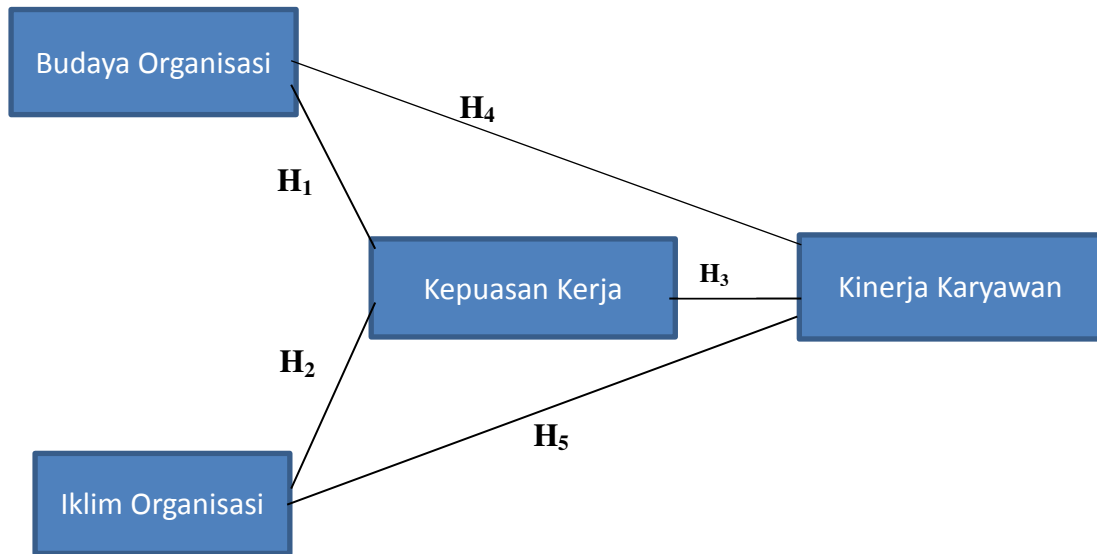 Budaya Organisasi
H4
H1
Kepuasan Kerja
H3
Kinerja Karyawan
H2
H5
Iklim Organisasi